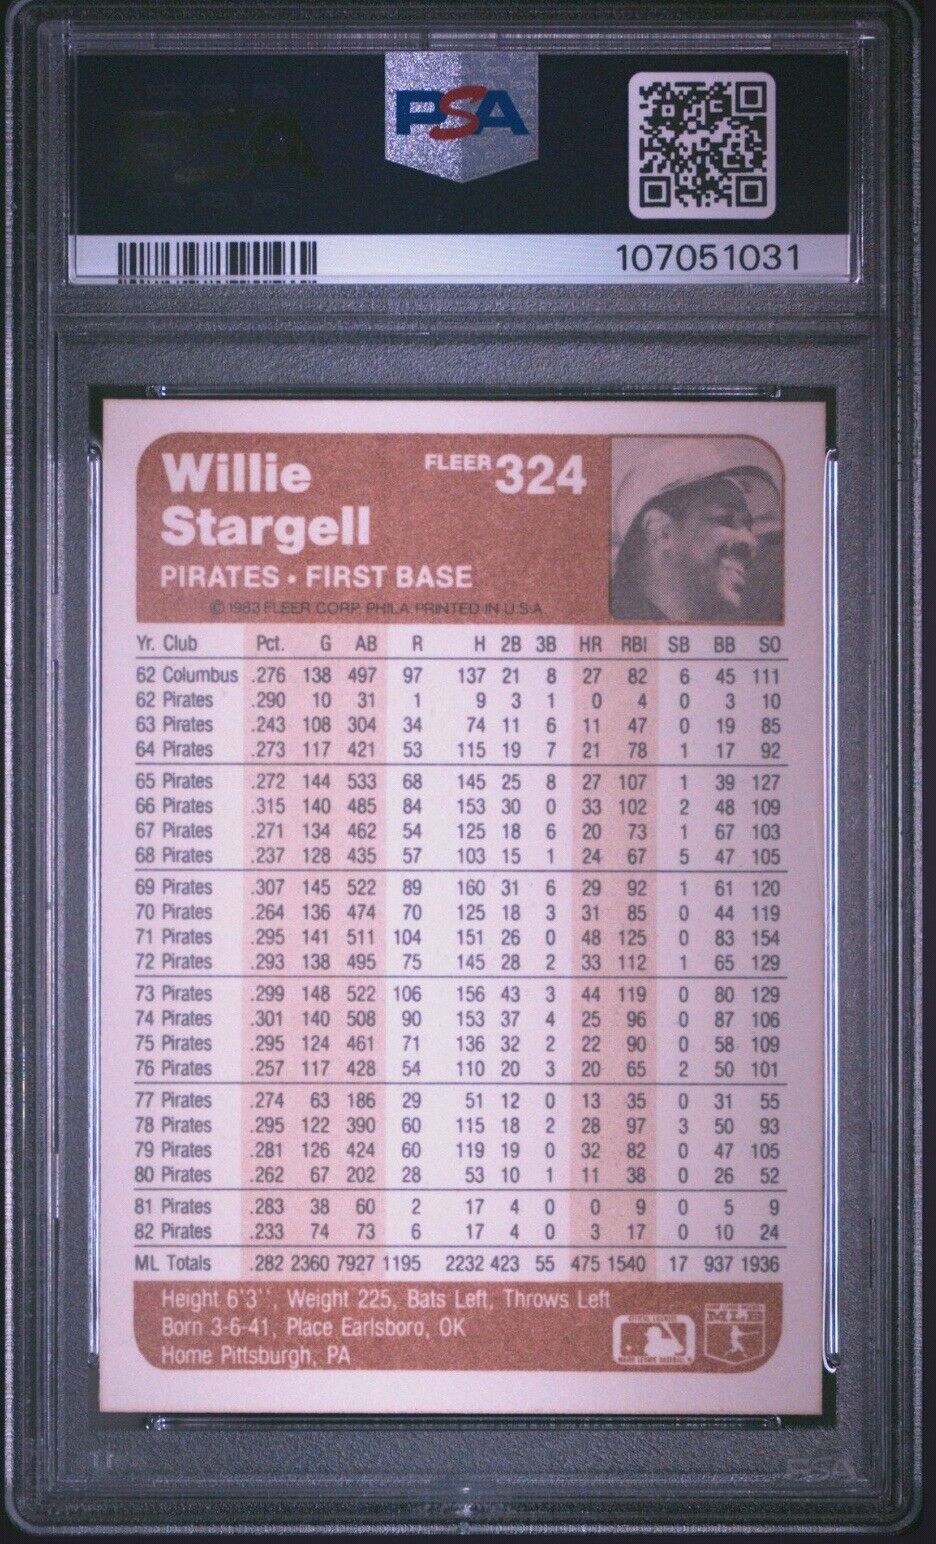 PSA
107051031
Willie
Stargell
FLEER 324
PIRATES • FIRST BASE
© 1983 FLEER CORP. PHILA. PRINTED IN U.S.A.
Yr. Club Pct. G AB R H 2B 3B HR RBI SB BB SO
62 Columbus .276 138 497 97 137 21 8 27 82 6 45 111
62 Pirates .290 10 31 1 9 3 1 0 4 0 3 10
63 Pirates .243 108 304 34 74 11 6 11 47 0 19 85
64 Pirates .273 117 421 53 115 19 7 21 78 1 17 92
65 Pirates .272 144 533 68 145 25 8 27 107 1 39 127
66 Pirates .315 140 485 84 153 30 0 33 102 2 48 109
67 Pirates .271 134 462 54 125 18 6 20 73 1 67 103
68 Pirates .237 128 435 57 103 15 1 24 67 5 47 105
69 Pirates .307 145 522 89 160 31 6 29 92 1 61 120
70 Pirates .264 136 474 70 125 18 3 31 85 0 44 119
71 Pirates .295 141 511 104 151 26 0 48 125 0 83 154
72 Pirates .293 138 495 75 145 28 2 33 112 1 65 129
73 Pirates .299 148 522 106 156 43 3 44 119 0 80 129
74 Pirates .301 140 508 90 153 37 4 25 96 0 87 106
75 Pirates .295 124 461 71 136 32 2 22 90 0 58 109
76 Pirates .257 117 428 54 110 20 3 20 65 2 50 101
77 Pirates .274 63 186 29 51 12 0 13 35 0 31 55
78 Pirates .295 122 390 60 115 18 2 28 97 3 50 93
79 Pirates .281 126 424 60 119 19 0 32 82 0 47 105
80 Pirates .262 67 202 28 53 10 1 11 38 0 26 52
81 Pirates .283 38 60 2 17 4 0 0 9 0 5 9
82 Pirates .233 74 73 6 17 4 0 3 17 0 10 24
ML Totals .282 2360 7927 1195 2232 423 55 475 1540 17 937 1936
Height 6'3'', Weight 225, Bats Left, Throws Left
Born 3-6-41, Place Earlsboro, OK
Home Pittsburgh, PA
PSA